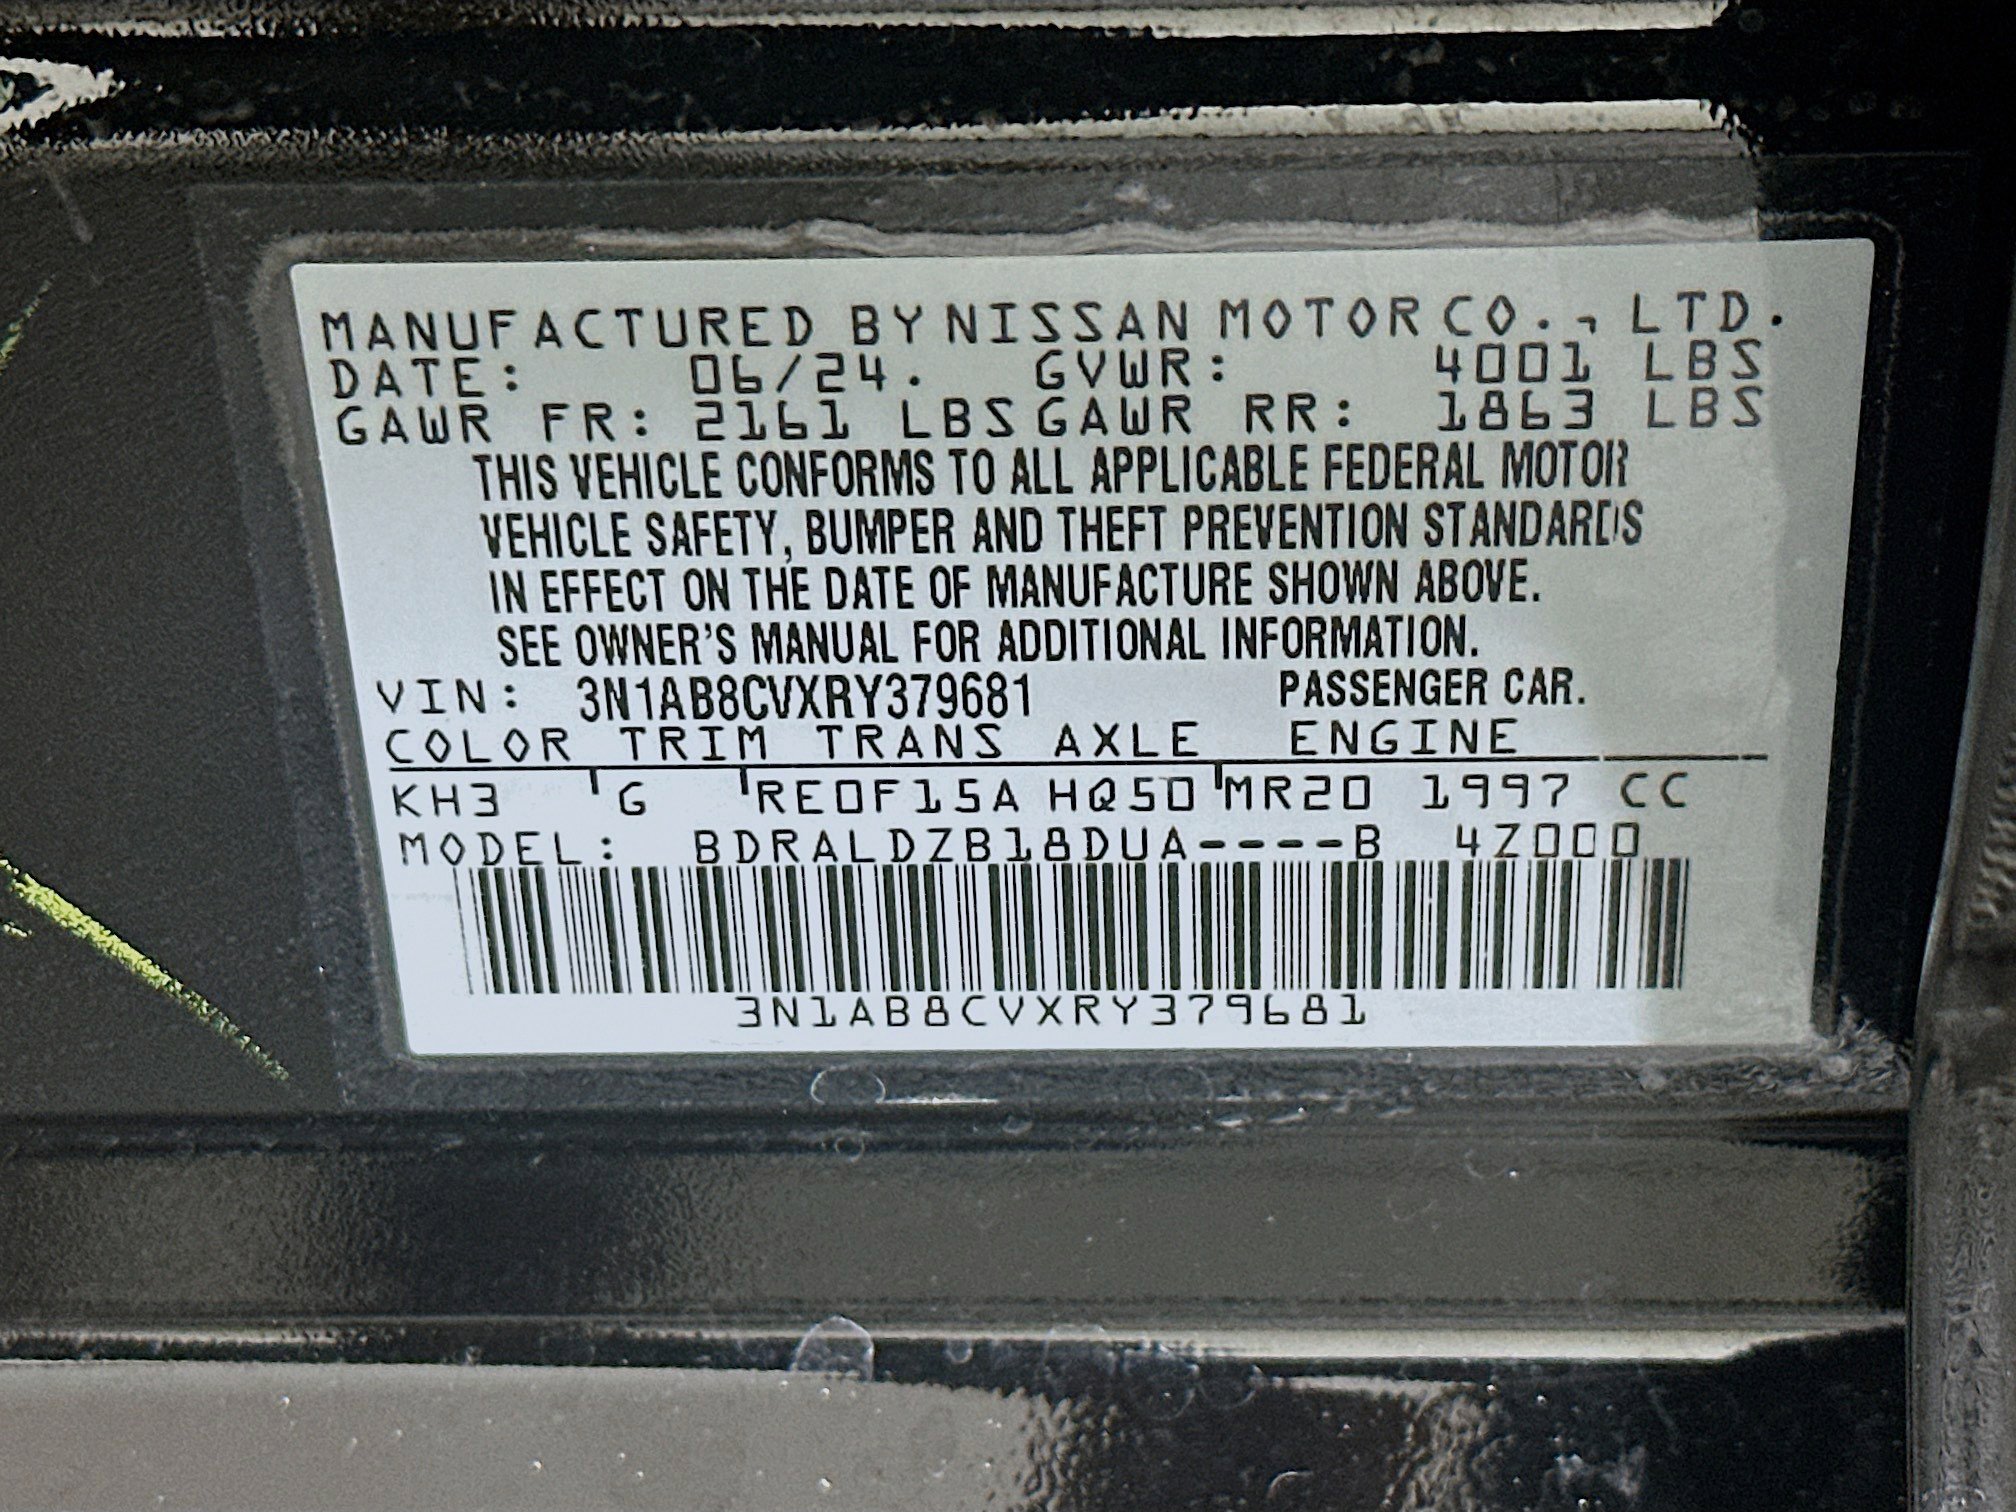 MANUFACTURED BY NISSAN MOTOR CO., LTD.
DATE: 06/24. GVWR: 4001 LBS
GAWR FR: 2161 LBS GAWR RR: 1863 LBS
THIS VEHICLE CONFORMS TO ALL APPLICABLE FEDERAL MOTOR
VEHICLE SAFETY, BUMPER AND THEFT PREVENTION STANDARDS
IN EFFECT ON THE DATE OF MANUFACTURE SHOWN ABOVE.
SEE OWNER'S MANUAL FOR ADDITIONAL INFORMATION.
VIN: 3N1AB8CVXRY379681 PASSENGER CAR.
COLOR TRIM TRANS AXLE ENGINE
KH3 G RE0F15A HQ50 MR20 1997 CC
MODEL: BDRALDZB18DUA----B 4Z000
3N1AB8CVXRY379681